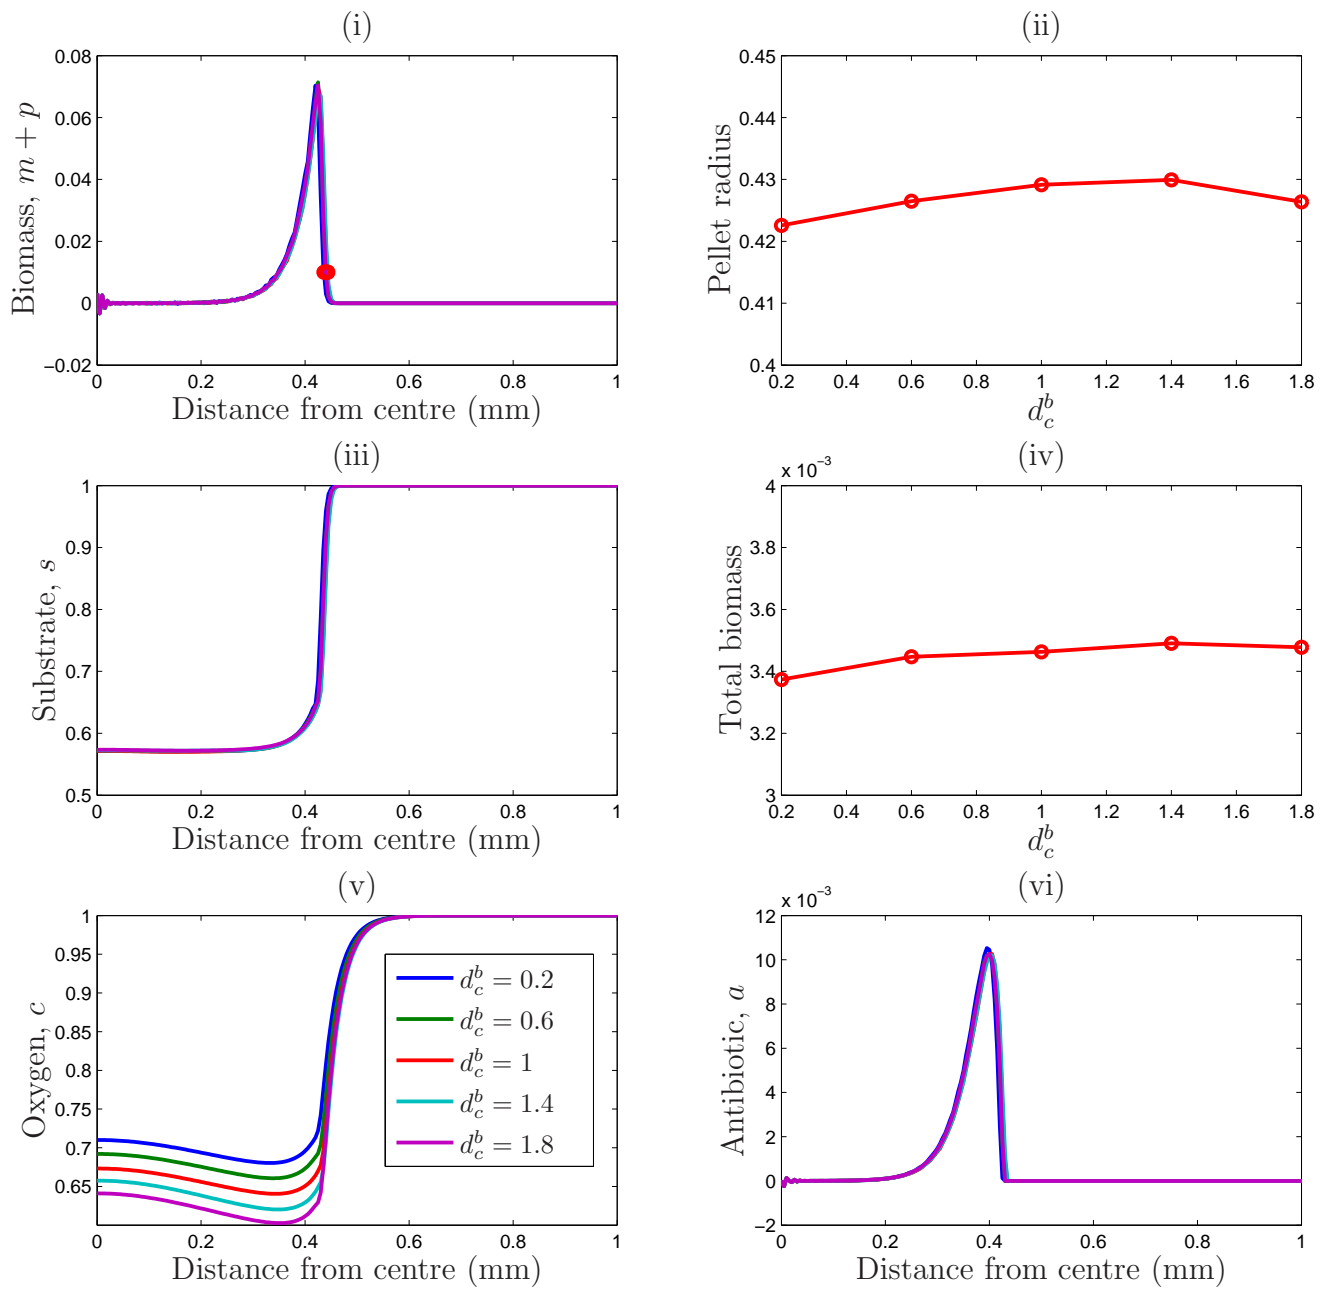 (i)
0.08
0.06
0.04
0.02
0
−0.02
Biomass, m + p
0 0.2 0.4 0.6 0.8 1
Distance from centre (mm)
(ii)
0.45
0.44
0.43
0.42
0.41
0.4
Pellet radius
0.2 0.4 0.6 0.8 1 1.2 1.4 1.6 1.8
d_c^b
(iii)
1
0.9
0.8
0.7
0.6
0.5
Substrate, s
0 0.2 0.4 0.6 0.8 1
Distance from centre (mm)
(iv)
x 10⁻³
4
3.8
3.6
3.4
3.2
3
Total biomass
0.2 0.4 0.6 0.8 1 1.2 1.4 1.6 1.8
d_c^b
(v)
1
0.95
0.9
0.85
0.8
0.75
0.7
0.65
Oxygen, c
d_c^b = 0.2
d_c^b = 0.6
d_c^b = 1
d_c^b = 1.4
d_c^b = 1.8
0 0.2 0.4 0.6 0.8 1
Distance from centre (mm)
(vi)
x 10⁻³
12
10
8
6
4
2
0
−2
Antibiotic, a
0 0.2 0.4 0.6 0.8 1
Distance from centre (mm)